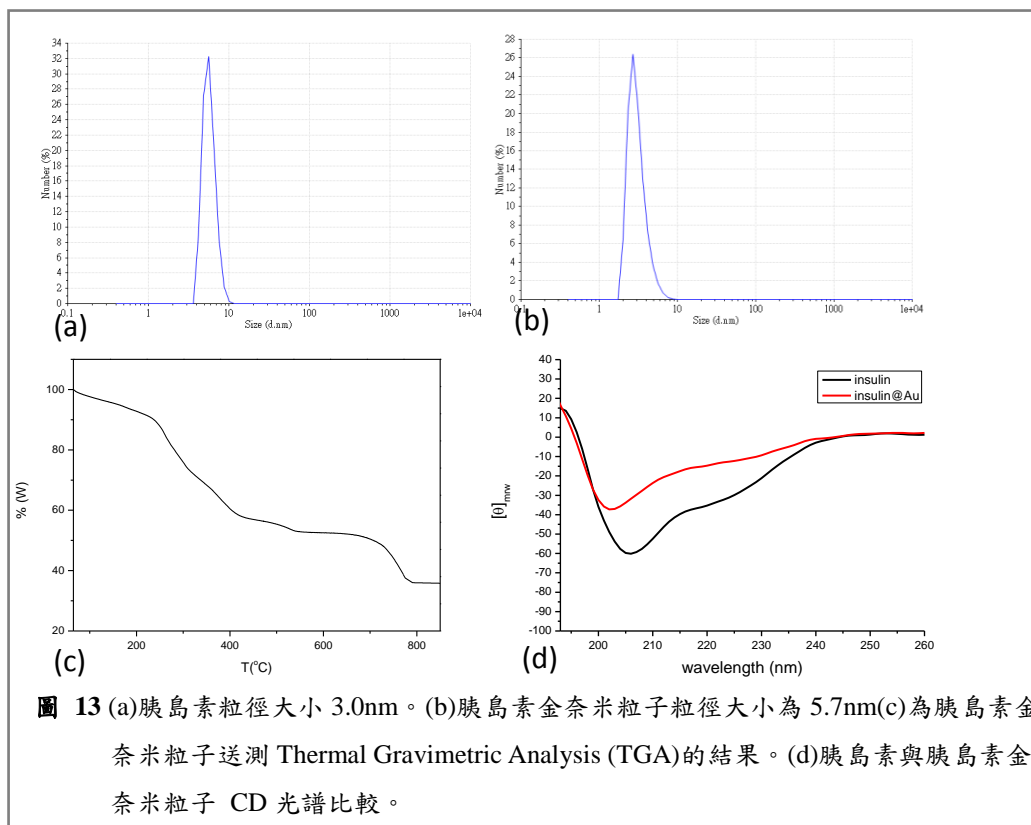 34
32
30
28
26
24
22
20
18
16
14
12
10
8
6
4
2
0
Number (%)
0.1 1 10 100 1000 1e+04
Size (d.nm)
(a)
28
26
24
22
20
18
16
14
12
10
8
6
4
2
0
Number (%)
0.1 1 10 100 1000 1e+04
Size (d.nm)
(b)
100
80
60
40
20
% (W)
200 400 600 800
T(°C)
(c)
40
30
20
10
0
-10
-20
-30
-40
-50
-60
-70
-80
-90
-100
[θ]mrw
insulin
insulin@Au
200 210 220 230 240 250 260
wavelength (nm)
(d)
圖 13 (a)胰島素粒徑大小 3.0nm。(b)胰島素金奈米粒子粒徑大小為 5.7nm(c)為胰島素金
奈米粒子送測 Thermal Gravimetric Analysis (TGA)的結果。(d)胰島素與胰島素金
奈米粒子 CD 光譜比較。